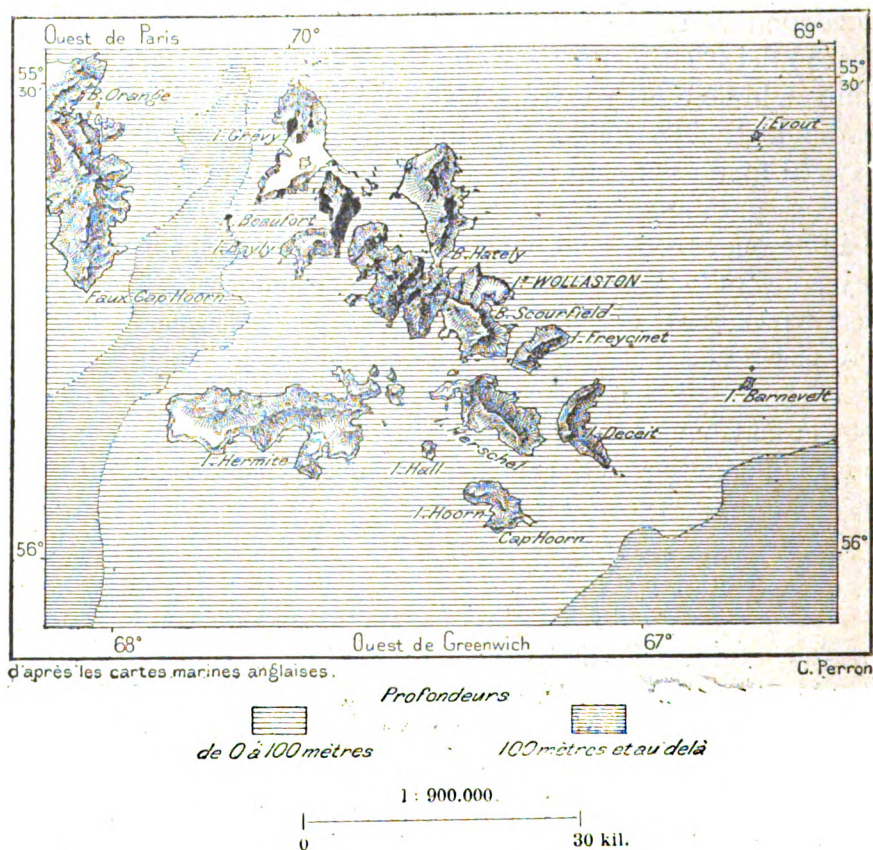 Ouest de Paris 70° 69°
55° 30'
55° 30'
B. Orange
I. Grévy
I. Evout
I. Beaufort
I. Bayly
B. Hately
Iˢ WOLLASTON
Faux Cap Hoorn
B. Scourfield
I. Freycinet
I. Barnevelt
I. Deceit
I. Herschel
I. Hermite
I. Hall
I. Hoorn
Cap Hoorn
56°
56°
68° Ouest de Greenwich 67°
d'après les cartes marines anglaises.
C. Perron
Profondeurs
de 0 à 100 mètres
100 mètres et au delà
1 : 900.000
0
30 kil.